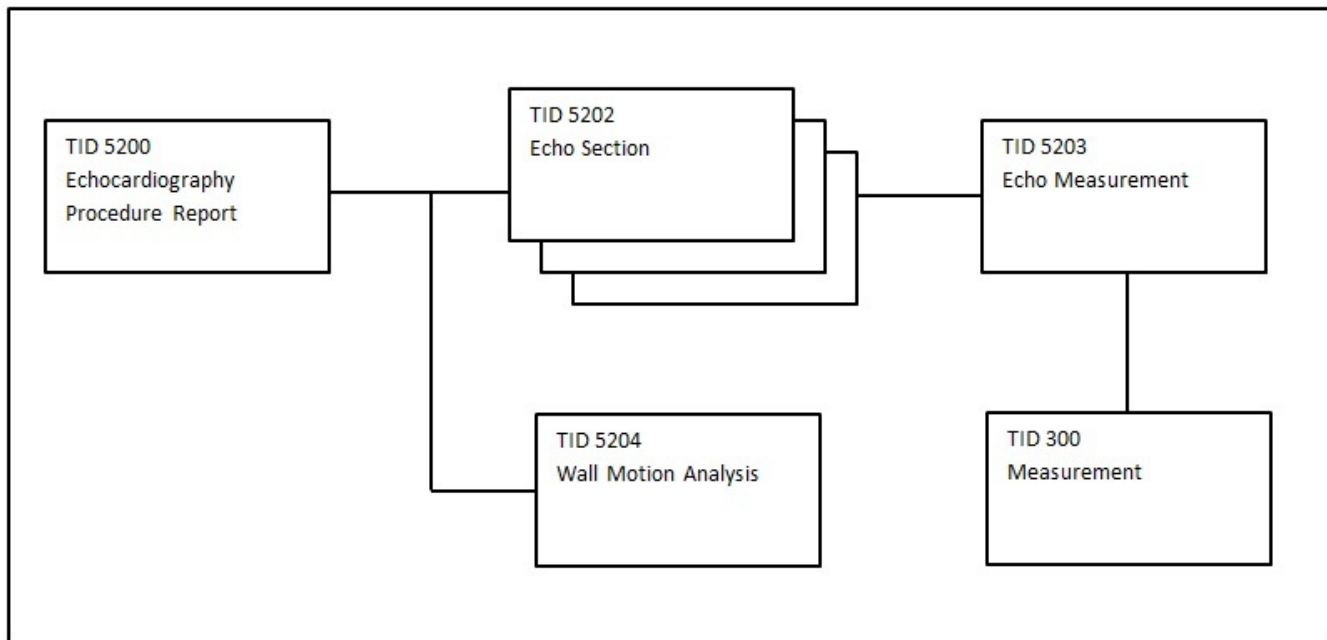 TID 5200
Echocardiography
Procedure Report
TID 5202
Echo Section
TID 5203
Echo Measurement
TID 5204
Wall Motion Analysis
TID 300
Measurement